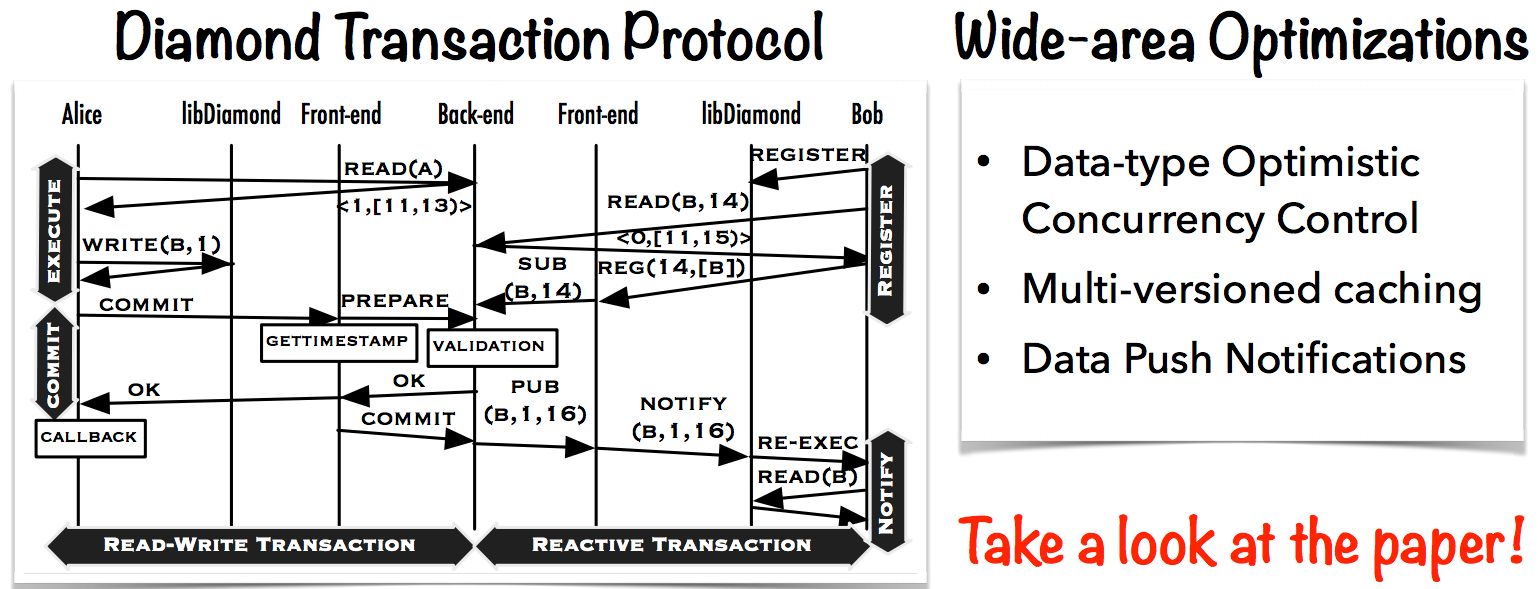 Diamond Transaction Protocol
Alice
libDiamond
Front-end
Back-end
Front-end
libDiamond
Bob
EXECUTE
COMMIT
READ(A)
<1,[11,13)>
WRITE(B,1)
COMMIT
PREPARE
GETTIMESTAMP
VALIDATION
OK
OK
COMMIT
CALLBACK
REGISTER
READ(B,14)
<0,[11,15)>
REG(14,[B])
SUB
(B,14)
REGISTER
PUB
(B,1,16)
NOTIFY
(B,1,16)
RE-EXEC
READ(B)
NOTIFY
READ-WRITE TRANSACTION
REACTIVE TRANSACTION
Wide-area Optimizations
• Data-type Optimistic
Concurrency Control
• Multi-versioned caching
• Data Push Notifications
Take a look at the paper!